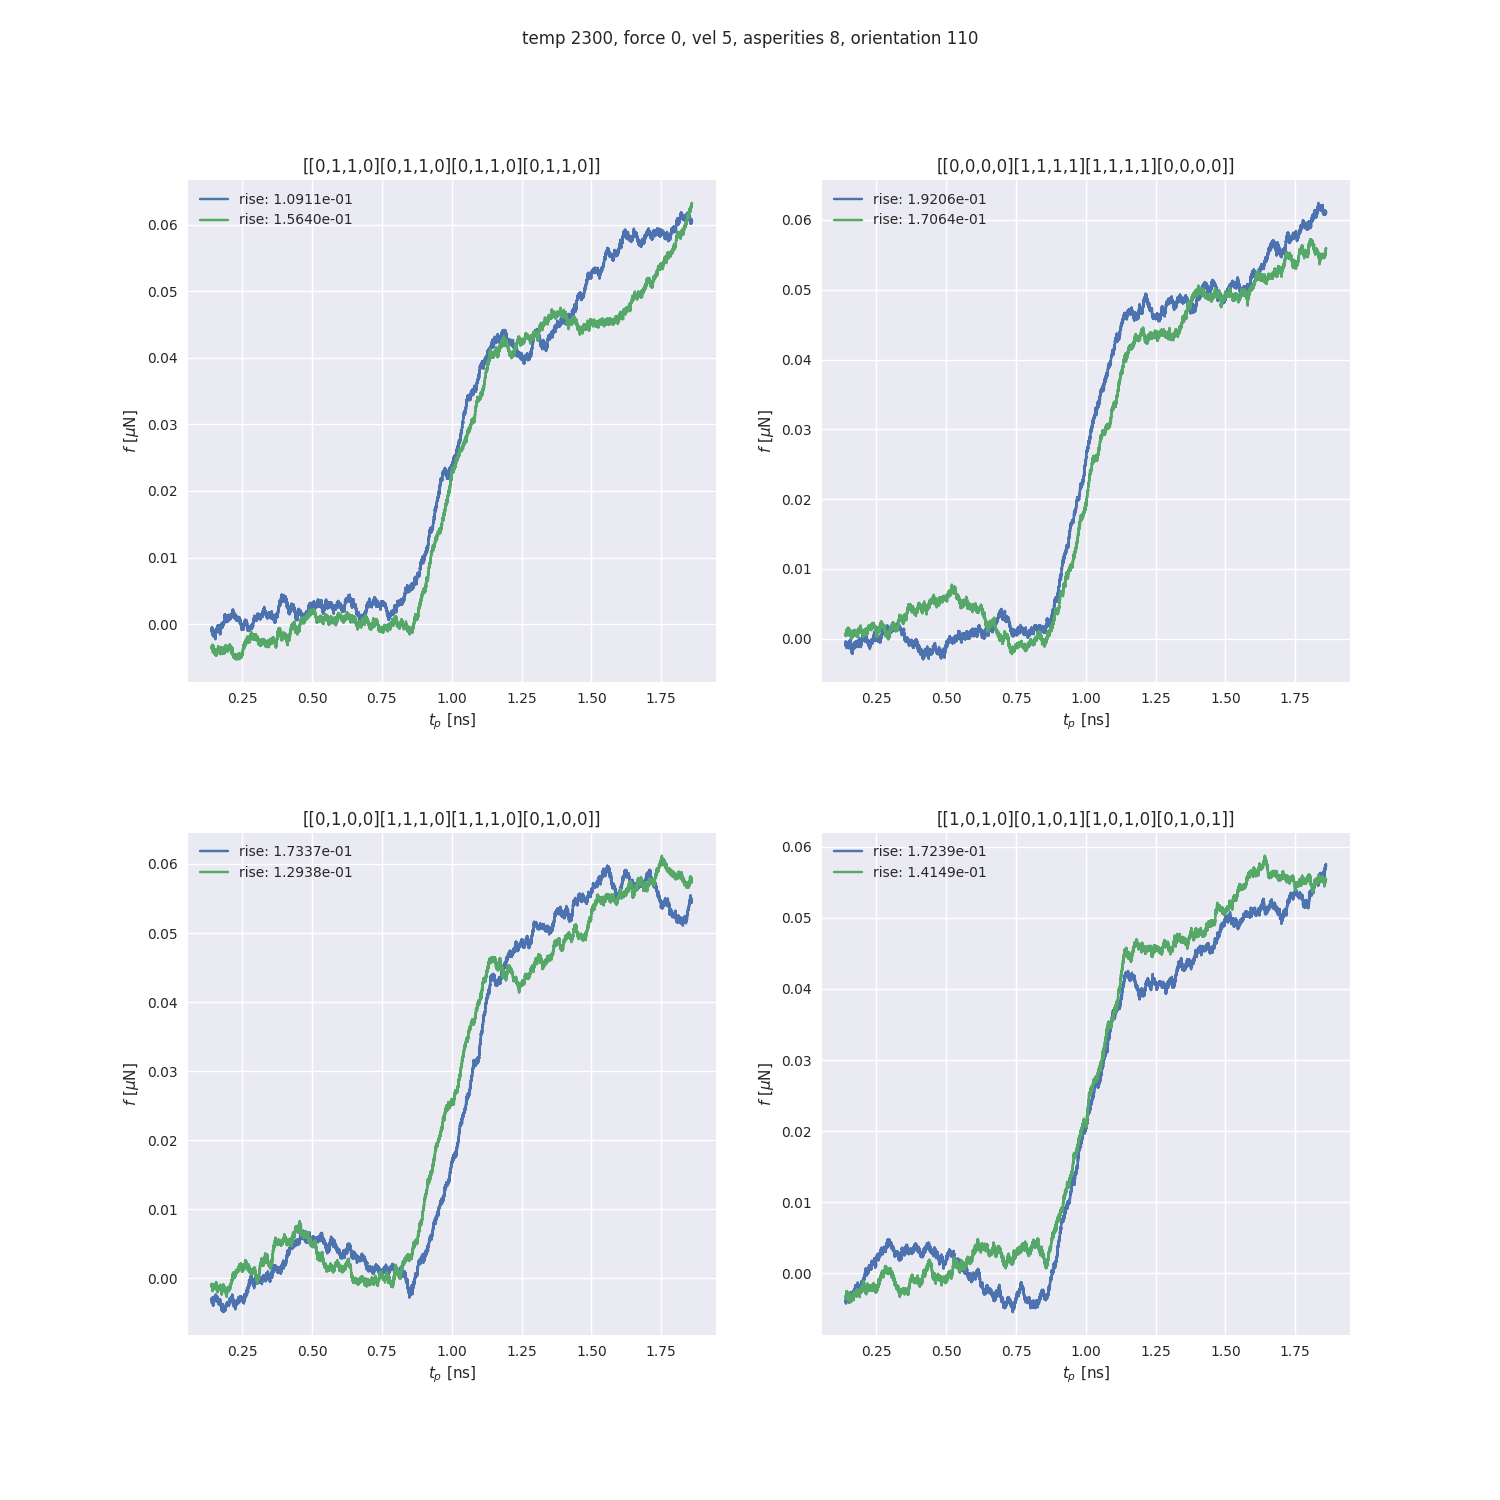 temp 2300, force 0, vel 5, asperities 8, orientation 110
[[0,1,1,0][0,1,1,0][0,1,1,0][0,1,1,0]]
rise: 1.0911e-01
rise: 1.5640e-01
0.06
0.05
0.04
0.03
0.02
0.01
0.00
f [μN]
0.25 0.50 0.75 1.00 1.25 1.50 1.75
t_p [ns]
[[0,0,0,0][1,1,1,1][1,1,1,1][0,0,0,0]]
rise: 1.9206e-01
rise: 1.7064e-01
0.06
0.05
0.04
0.03
0.02
0.01
0.00
f [μN]
0.25 0.50 0.75 1.00 1.25 1.50 1.75
t_p [ns]
[[0,1,0,0][1,1,1,0][1,1,1,0][0,1,0,0]]
rise: 1.7337e-01
rise: 1.2938e-01
0.06
0.05
0.04
0.03
0.02
0.01
0.00
f [μN]
0.25 0.50 0.75 1.00 1.25 1.50 1.75
t_p [ns]
[[1,0,1,0][0,1,0,1][1,0,1,0][0,1,0,1]]
rise: 1.7239e-01
rise: 1.4149e-01
0.06
0.05
0.04
0.03
0.02
0.01
0.00
f [μN]
0.25 0.50 0.75 1.00 1.25 1.50 1.75
t_p [ns]